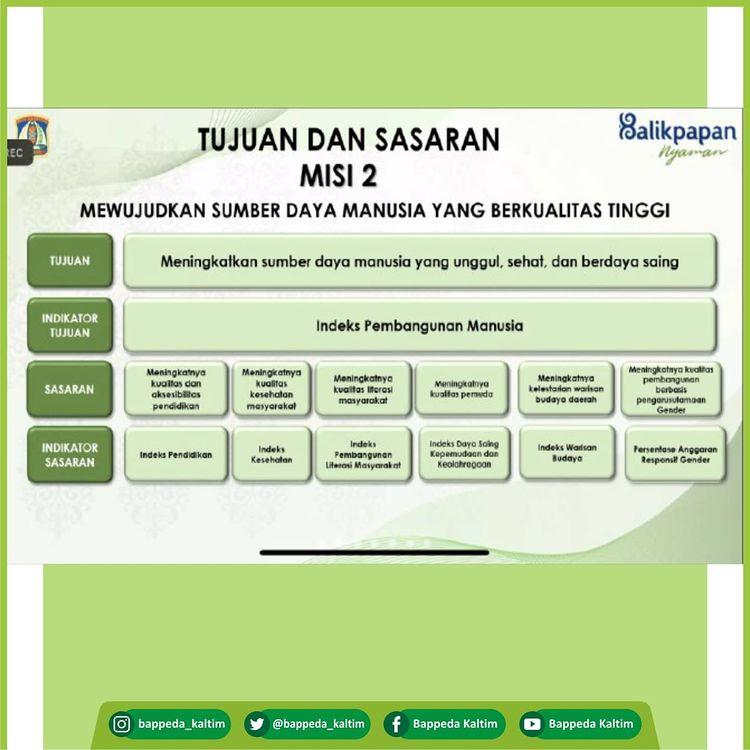 REC
Balikpapan
Nyaman
TUJUAN DAN SASARAN
MISI 2
MEWUJUDKAN SUMBER DAYA MANUSIA YANG BERKUALITAS TINGGI
TUJUAN
Meningkatkan sumber daya manusia yang unggul, sehat, dan berdaya saing
INDIKATOR
TUJUAN
Indeks Pembangunan Manusia
SASARAN
Meningkatnya
kualitas dan
aksesibilitas
pendidikan
Meningkatnya
kualitas
kesehatan
masyarakat
Meningkatnya
kualitas literasi
masyarakat
Meningkatnya
kualitas pemuda
Meningkatnya
kelestarian warisan
budaya daerah
Meningkatnya kualitas
pembangunan
berbasis
pengarusutamaan
Gender
INDIKATOR
SASARAN
Indeks Pendidikan
Indeks
Kesehatan
Indeks
Pembangunan
Literasi Masyarakat
Indeks Daya Saing
Kepemudaan dan
Keolahragaan
Indeks Warisan
Budaya
Persentase Anggaran
Responsif Gender
bappeda_kaltim
@bappeda_kaltim
Bappeda Kaltim
Bappeda Kaltim